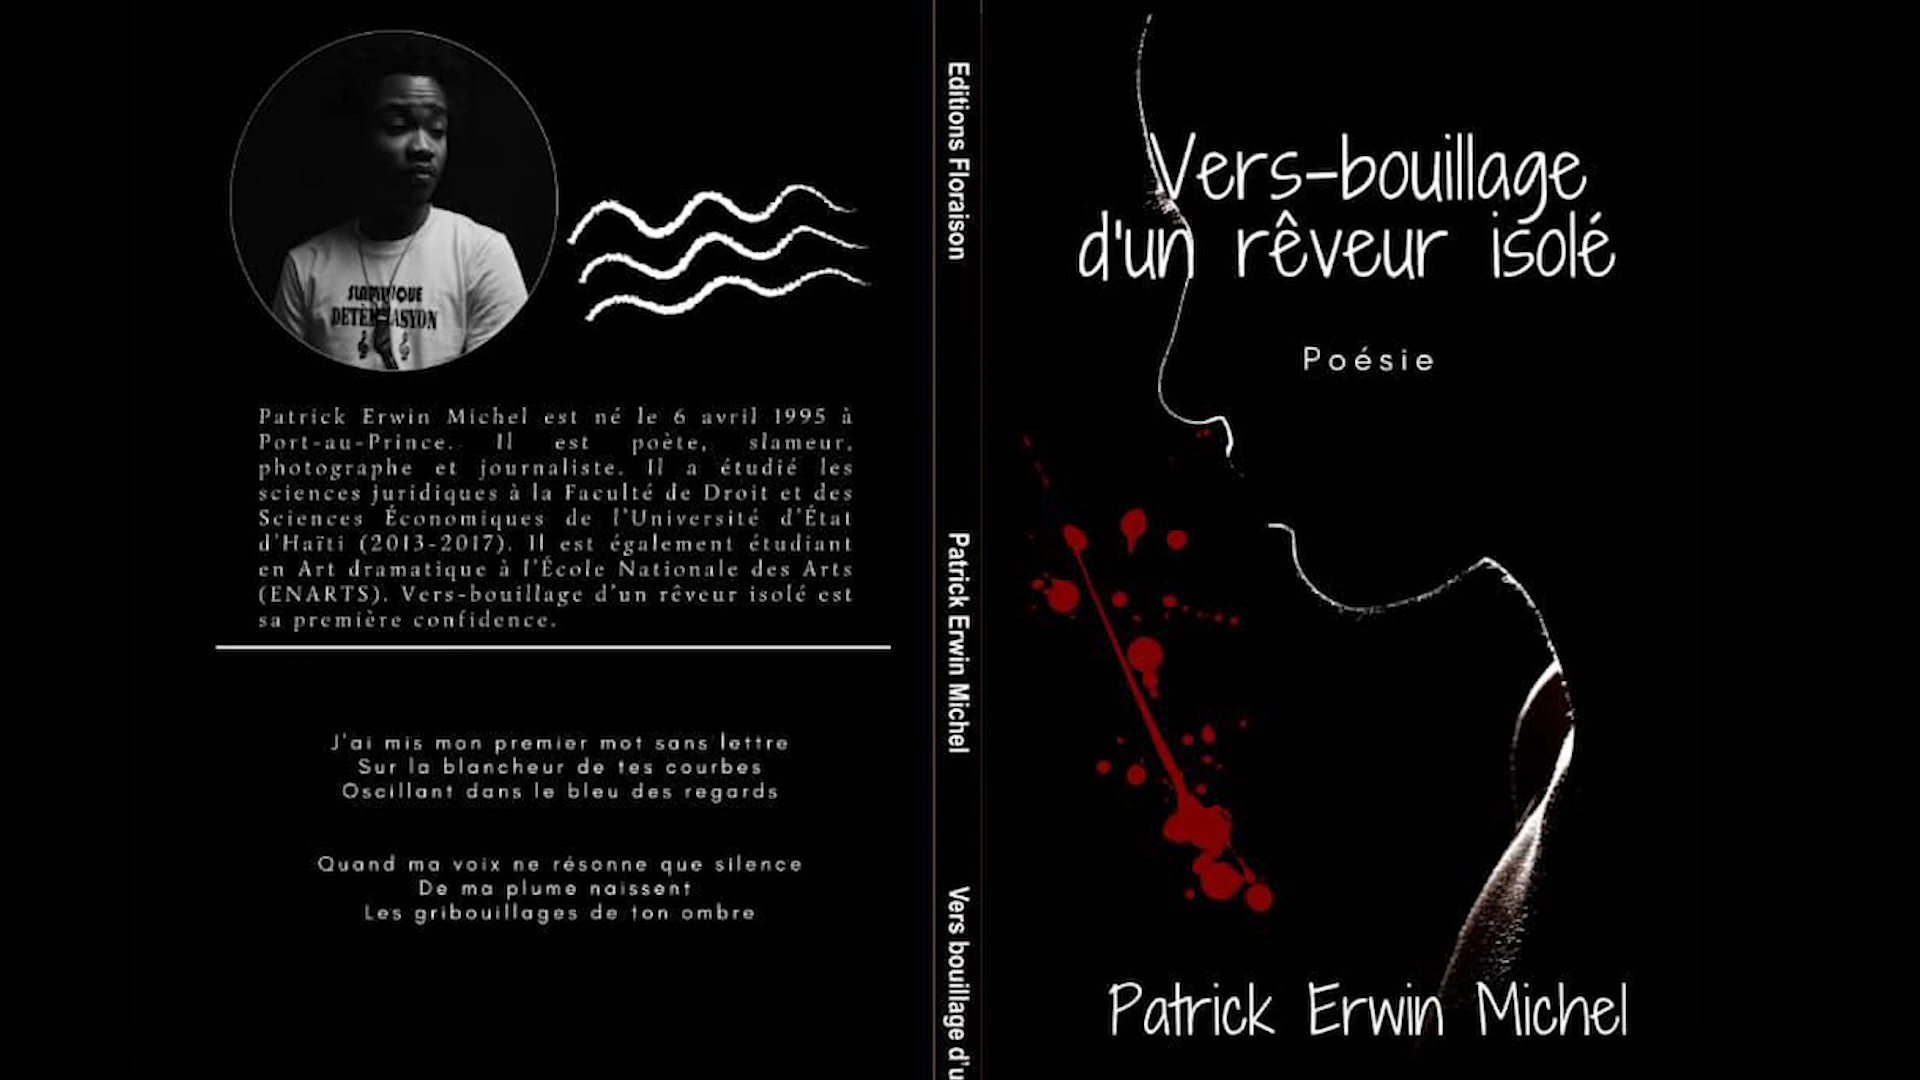 SLAM
DETÈ
ASYON
Patrick Erwin Michel est né le 6 avril 1995 à
Port-au-Prince. Il est poète, slameur,
photographe et journaliste. Il a étudié les
sciences juridiques à la Faculté de Droit et des
Sciences Économiques de l'Université d'État
d'Haïti (2013-2017). Il est également étudiant
en Art dramatique à l'École Nationale des Arts
(ENARTS). Vers-bouillage d'un rêveur isolé est
sa première confidence.
J'ai mis mon premier mot sans lettre
Sur la blancheur de tes courbes
Oscillant dans le bleu des regards
Quand ma voix ne résonne que silence
De ma plume naissent
Les gribouillages de ton ombre
Editions Floraison
Patrick Erwin Michel
Vers bouillage d'u
Vers-bouillage
d'un rêveur isolé
Poésie
Patrick Erwin Michel